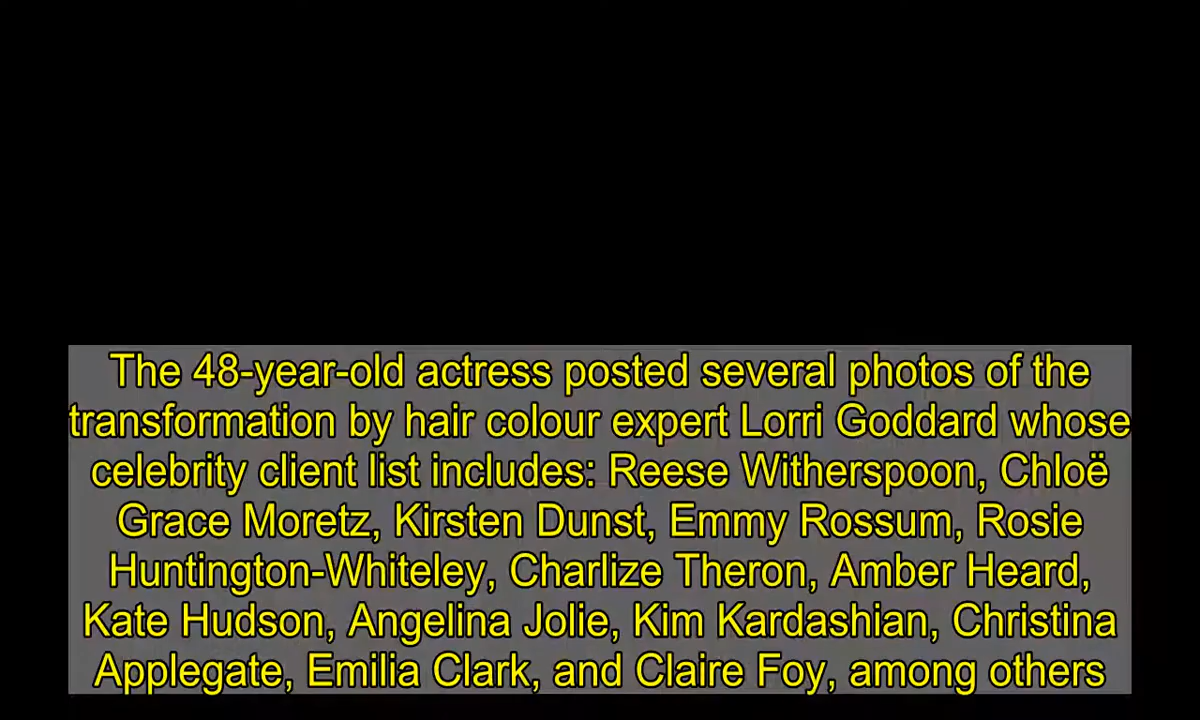 The 48-year-old actress posted several photos of the
transformation by hair colour expert Lorri Goddard whose
celebrity client list includes: Reese Witherspoon, Chloë
Grace Moretz, Kirsten Dunst, Emmy Rossum, Rosie
Huntington-Whiteley, Charlize Theron, Amber Heard,
Kate Hudson, Angelina Jolie, Kim Kardashian, Christina
Applegate, Emilia Clark, and Claire Foy, among others